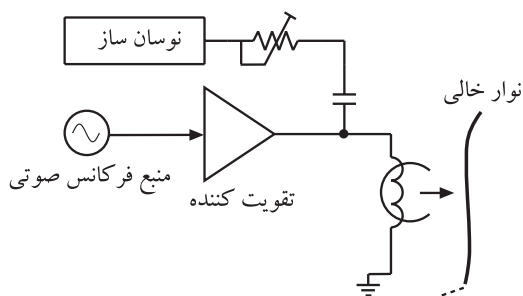 نوسان ساز
نوار خالی
منبع فرکانس صوتی
تقویت کننده